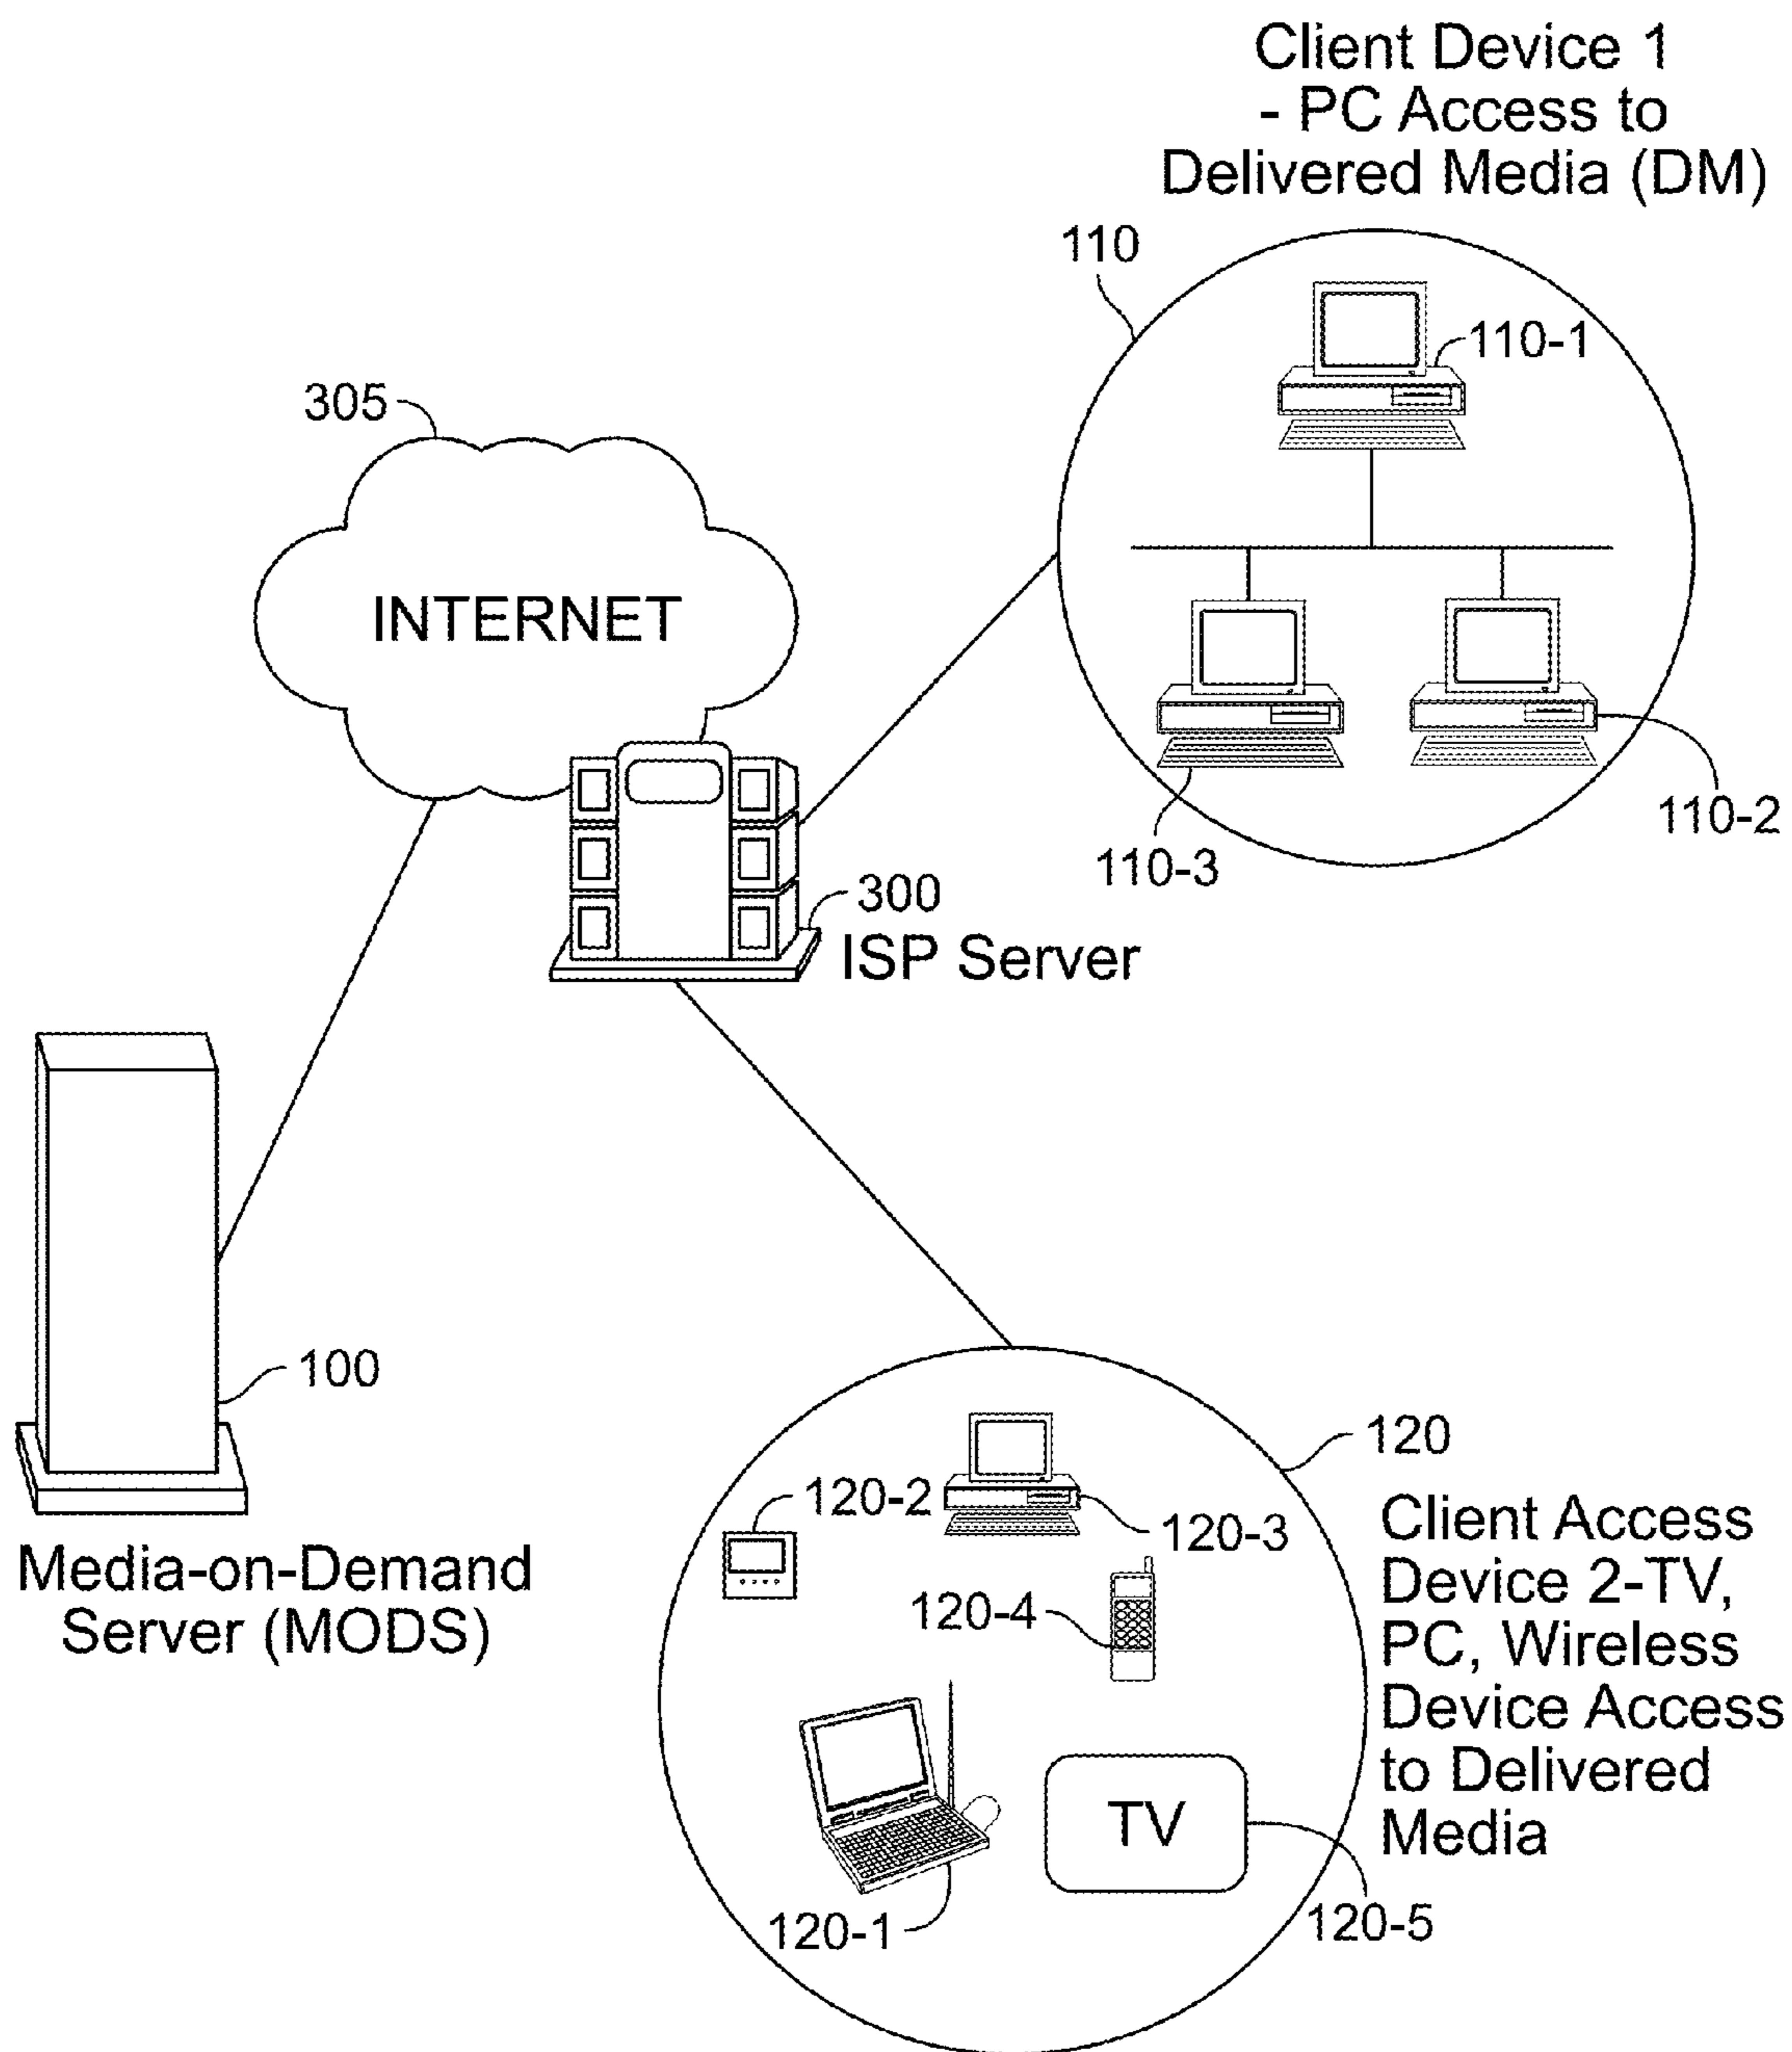 Client Device 1
- PC Access to
Delivered Media (DM)
110
110-1
305
INTERNET
110-2
110-3
300
ISP Server
100
Media-on-Demand
Server (MODS)
120
120-2
120-3
120-4
Client Access
Device 2-TV,
PC, Wireless
Device Access
to Delivered
Media
TV
120-1
120-5